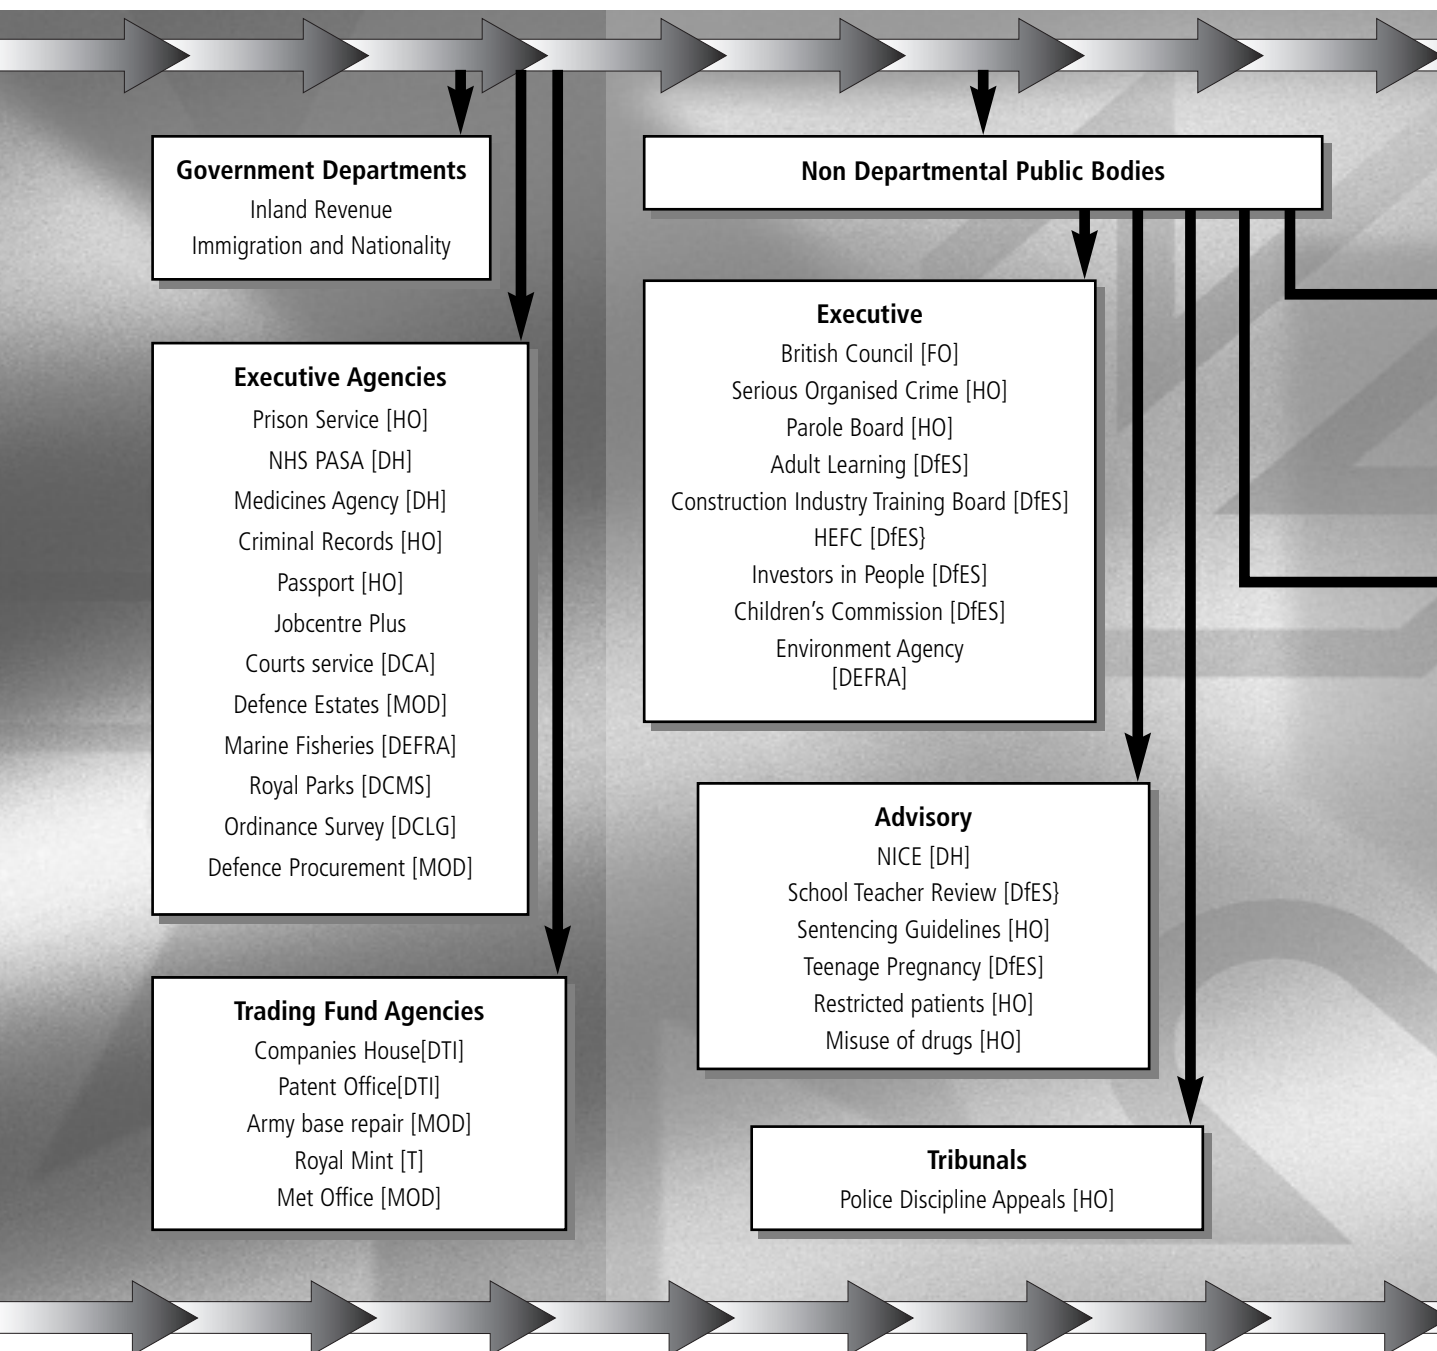 Government Departments
Inland Revenue
Immigration and Nationality
Executive Agencies
Prison Service [HO]
NHS PASA [DH]
Medicines Agency [DH]
Criminal Records [HO]
Passport [HO]
Jobcentre Plus
Courts service [DCA]
Defence Estates [MOD]
Marine Fisheries [DEFRA]
Royal Parks [DCMS]
Ordinance Survey [DCLG]
Defence Procurement [MOD]
Trading Fund Agencies
Companies House[DTI]
Patent Office[DTI]
Army base repair [MOD]
Royal Mint [T]
Met Office [MOD]
Non Departmental Public Bodies
Executive
British Council [FO]
Serious Organised Crime [HO]
Parole Board [HO]
Adult Learning [DfES]
Construction Industry Training Board [DfES]
HEFC [DfES}
Investors in People [DfES]
Children’s Commission [DfES]
Environment Agency
[DEFRA]
Advisory
NICE [DH]
School Teacher Review [DfES}
Sentencing Guidelines [HO]
Teenage Pregnancy [DfES]
Restricted patients [HO]
Misuse of drugs [HO]
Tribunals
Police Discipline Appeals [HO]